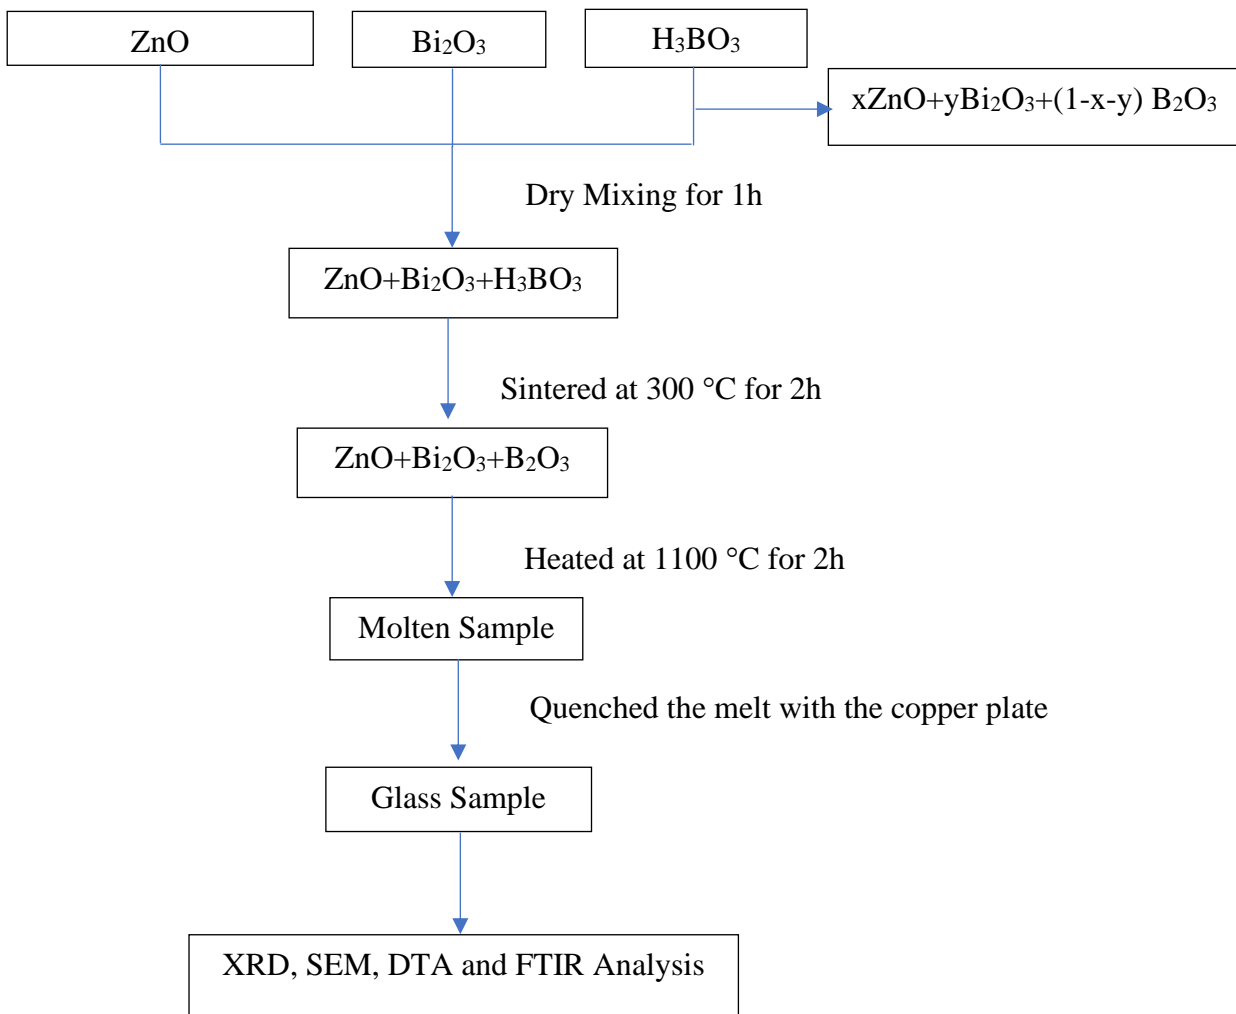 ZnO
Bi₂O₃
H₃BO₃
xZnO+yBi₂O₃+(1-x-y) B₂O₃
Dry Mixing for 1h
ZnO+Bi₂O₃+H₃BO₃
Sintered at 300 °C for 2h
ZnO+Bi₂O₃+B₂O₃
Heated at 1100 °C for 2h
Molten Sample
Quenched the melt with the copper plate
Glass Sample
XRD, SEM, DTA and FTIR Analysis